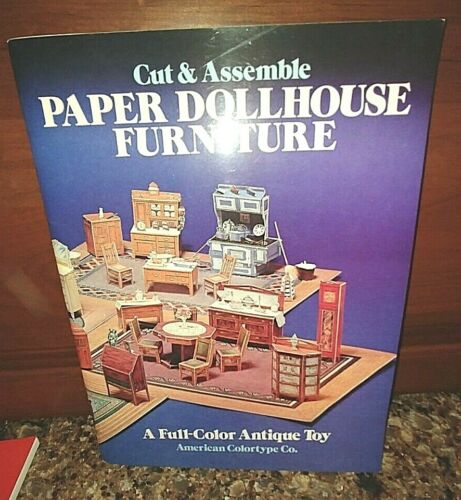 Cut & Assemble
PAPER DOLLHOUSE
FURNITURE
A Full-Color Antique Toy
American Colortype Co.